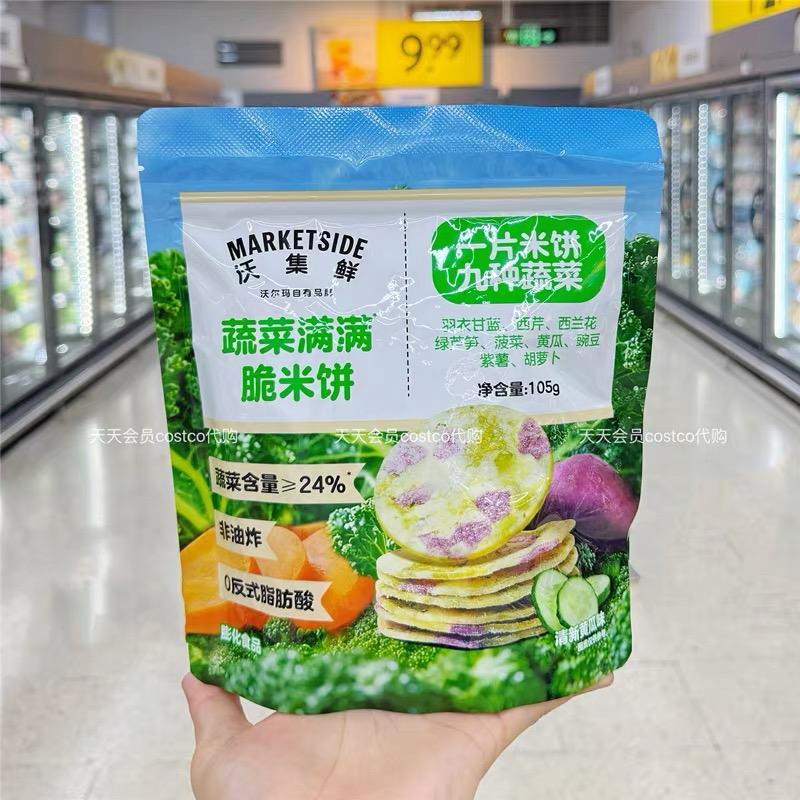 9.99
MARKETSIDE
沃集鲜
沃尔玛自有品牌
蔬菜满满*
脆米饼
一片米饼
九种蔬菜
羽衣甘蓝、西芹、西兰花
绿芦笋、菠菜、黄瓜、豌豆
紫薯、胡萝卜
净含量:105g
天天会员costco代购
天天会员costco代购
天天会员costco代购
蔬菜含量≥24%*
非油炸
0反式脂肪酸
膨化食品
清新黄瓜味